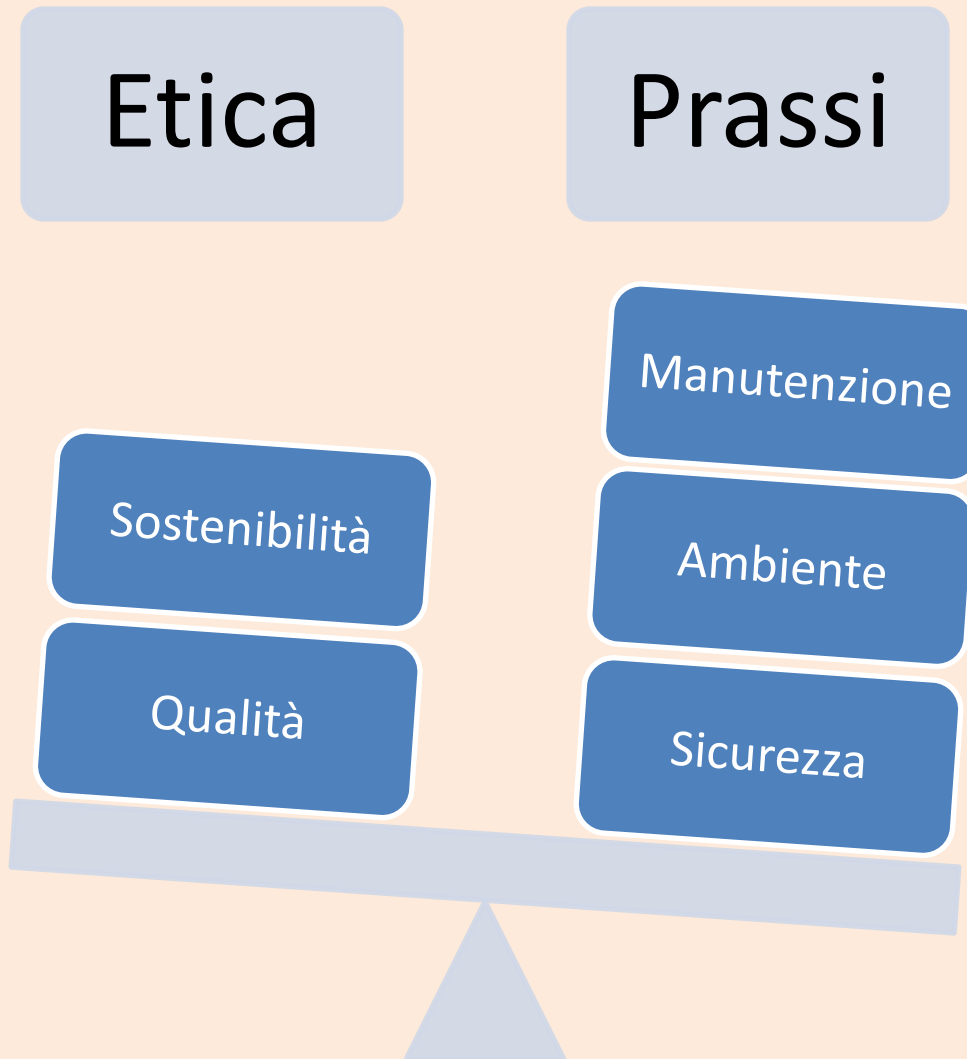 Etica
Prassi
Sostenibilità
Qualità
Manutenzione
Ambiente
Sicurezza